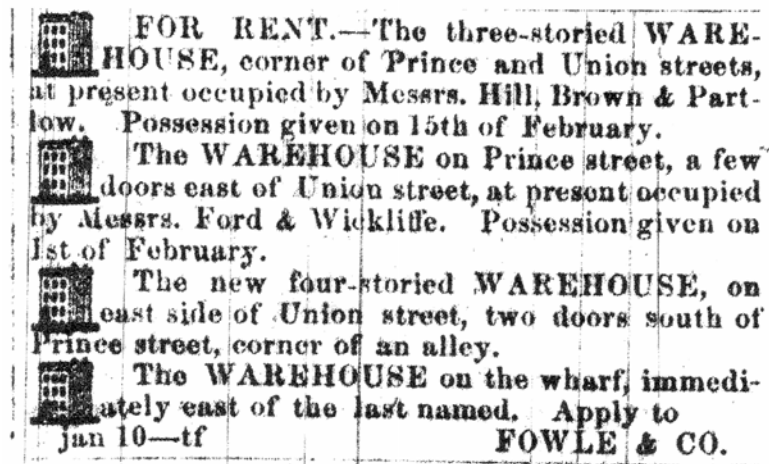 FOR RENT.—The three-storied WARE-
HOUSE, corner of Prince and Union streets,
at present occupied by Messrs. Hill, Brown & Part-
low. Possession given on 15th of February.
The WAREHOUSE on Prince street, a few
doors east of Union street, at present occupied
by Messrs. Ford & Wickliffe. Possession given on
1st of February.
The new four-storied WAREHOUSE, on
east side of Union street, two doors south of
Prince street, corner of an alley.
The WAREHOUSE on the wharf, immedi-
ately east of the last named. Apply to
jan 10—tf FOWLE & CO.